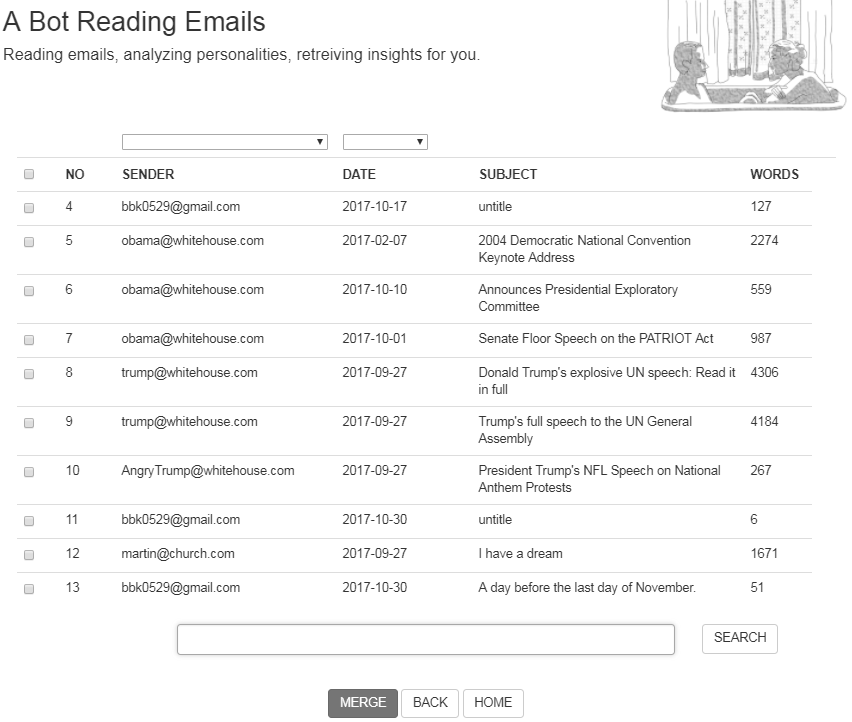 A Bot Reading Emails
Reading emails, analyzing personalities, retreiving insights for you.
NO SENDER DATE SUBJECT WORDS
4 bbk0529@gmail.com 2017-10-17 untitle 127
5 obama@whitehouse.com 2017-02-07 2004 Democratic National Convention 2274
Keynote Address
6 obama@whitehouse.com 2017-10-10 Announces Presidential Exploratory 559
Committee
7 obama@whitehouse.com 2017-10-01 Senate Floor Speech on the PATRIOT Act 987
8 trump@whitehouse.com 2017-09-27 Donald Trump's explosive UN speech: Read it 4306
in full
9 trump@whitehouse.com 2017-09-27 Trump's full speech to the UN General 4184
Assembly
10 AngryTrump@whitehouse.com 2017-09-27 President Trump's NFL Speech on National 267
Anthem Protests
11 bbk0529@gmail.com 2017-10-30 untitle 6
12 martin@church.com 2017-09-27 I have a dream 1671
13 bbk0529@gmail.com 2017-10-30 A day before the last day of November. 51
SEARCH
MERGE BACK HOME